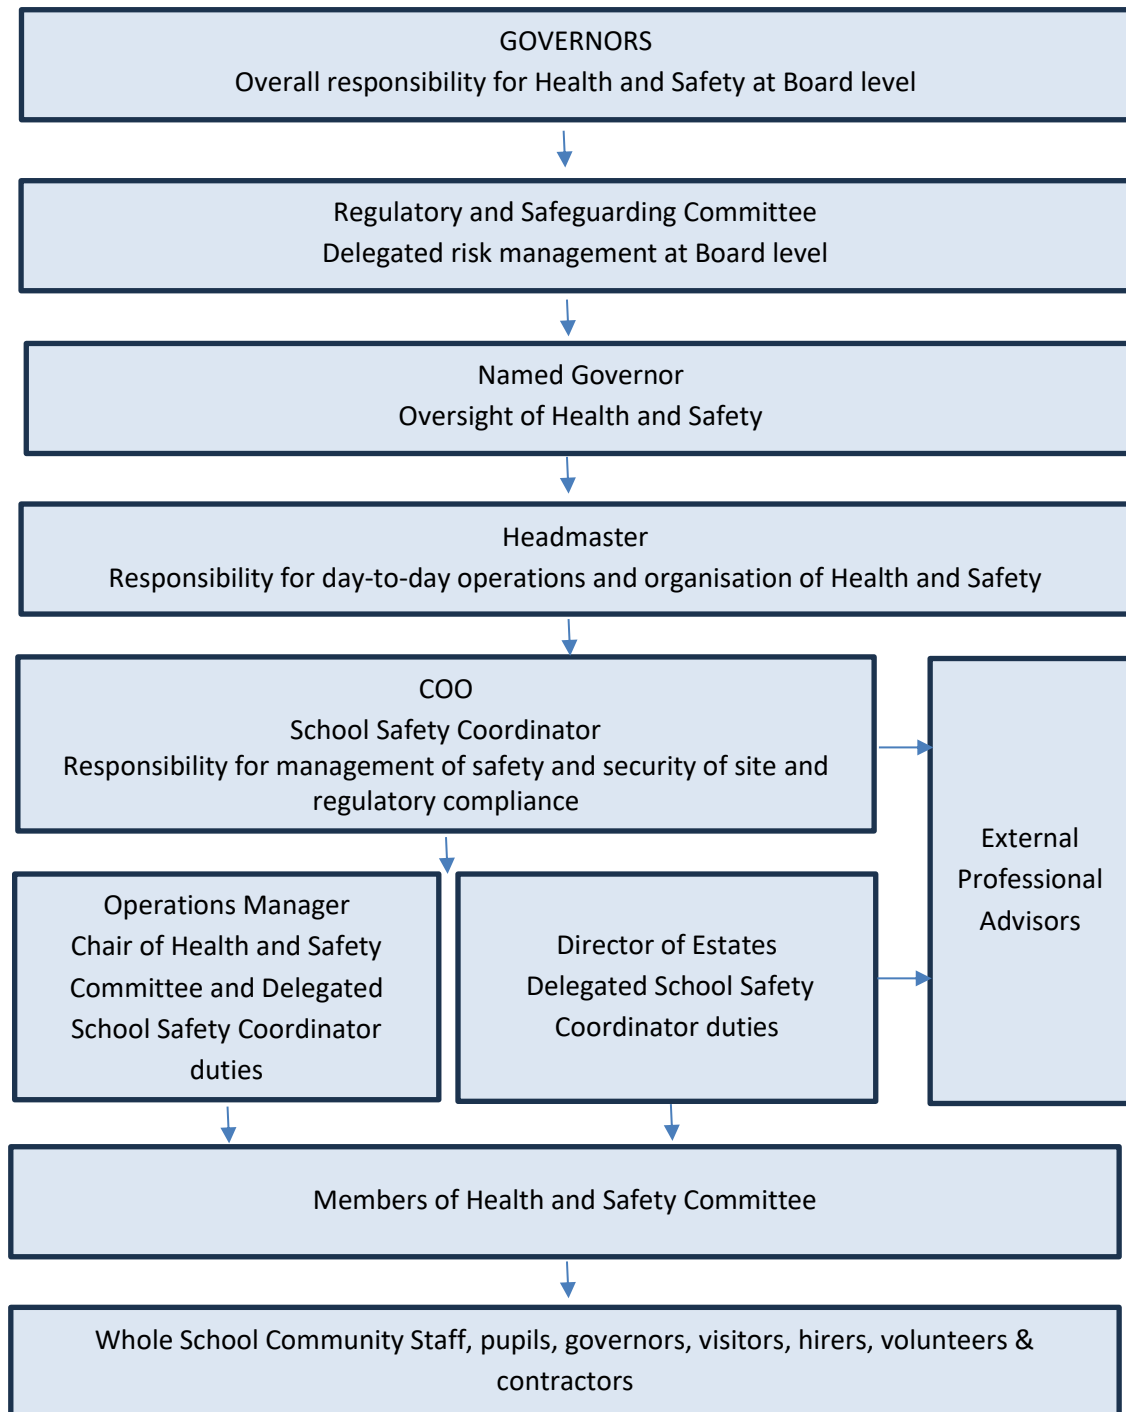 GOVERNORS
Overall responsibility for Health and Safety at Board level
Regulatory and Safeguarding Committee
Delegated risk management at Board level
Named Governor
Oversight of Health and Safety
Headmaster
Responsibility for day-to-day operations and organisation of Health and Safety
COO
School Safety Coordinator
Responsibility for management of safety and security of site and
regulatory compliance
External
Professional
Advisors
Operations Manager
Chair of Health and Safety
Committee and Delegated
School Safety Coordinator
duties
Director of Estates
Delegated School Safety
Coordinator duties
Members of Health and Safety Committee
Whole School Community Staff, pupils, governors, visitors, hirers, volunteers &
contractors